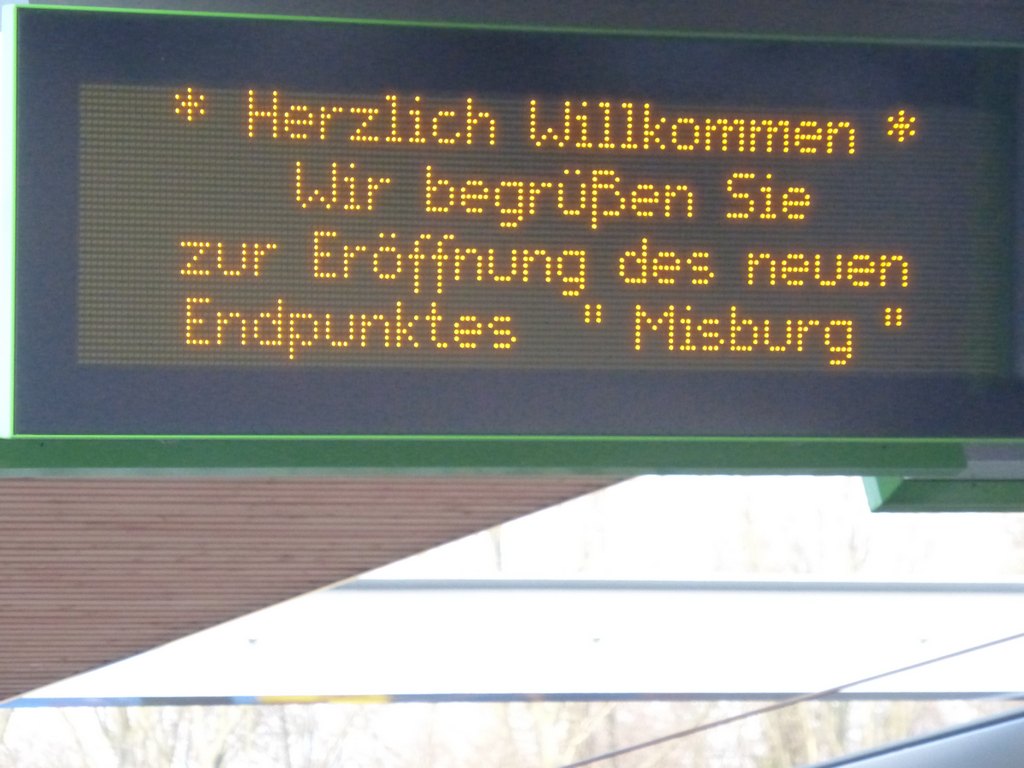 * Herzlich Willkommen *
Wir begrüßen Sie
zur Eröffnung des neuen
Endpunktes " Misburg "